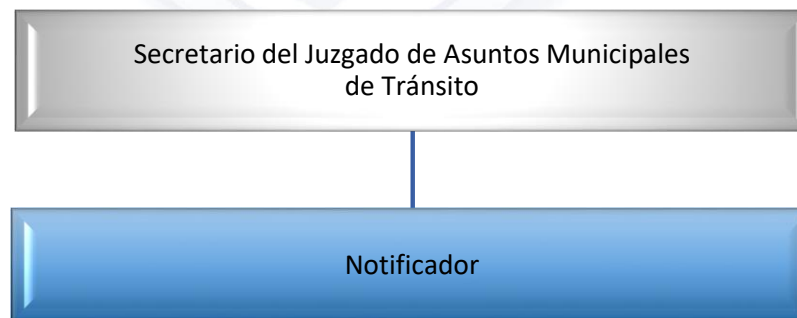 Secretario del Juzgado de Asuntos Municipales
de Tránsito
Notificador